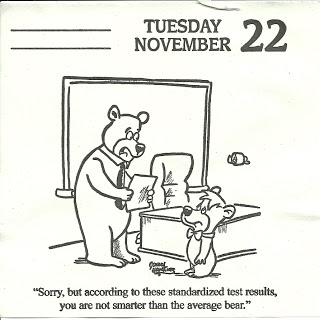 TUESDAY
NOVEMBER 22
"Sorry, but according to these standardized test results,
you are not smarter than the average bear."